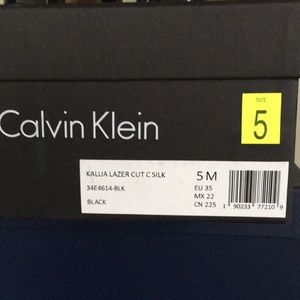 Calvin Klein
SIZE
5
KALUA LAZER CUT C SILK
34E4614-BLK
BLACK
5 M
EU 35
MX 22
CN 225
1 90233 77210 9